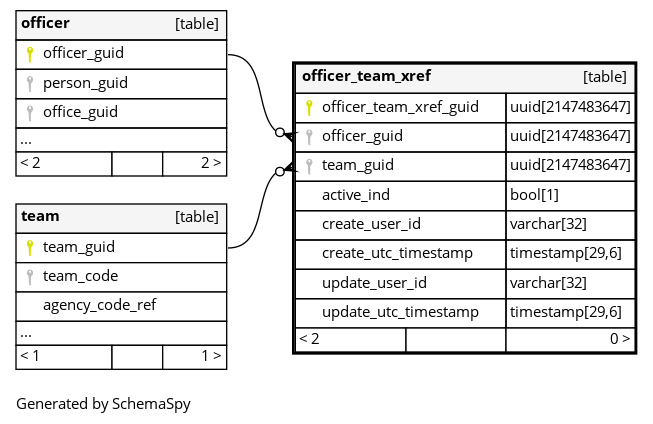 officer [table]
officer_guid
person_guid
office_guid
...
< 2 2 >
team [table]
team_guid
team_code
agency_code_ref
...
< 1 1 >
officer_team_xref [table]
officer_team_xref_guid uuid[2147483647]
officer_guid uuid[2147483647]
team_guid uuid[2147483647]
active_ind bool[1]
create_user_id varchar[32]
create_utc_timestamp timestamp[29,6]
update_user_id varchar[32]
update_utc_timestamp timestamp[29,6]
< 2 0 >
Generated by SchemaSpy